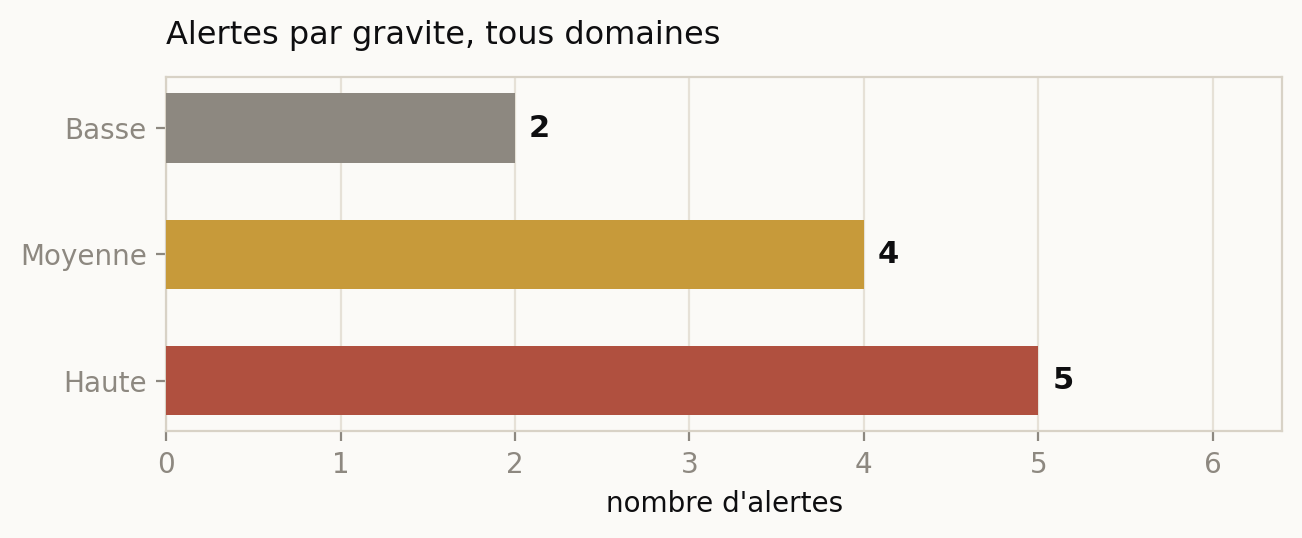 Alertes par gravite, tous domaines
Basse
2
Moyenne
4
Haute
5
0 1 2 3 4 5 6
nombre d'alertes